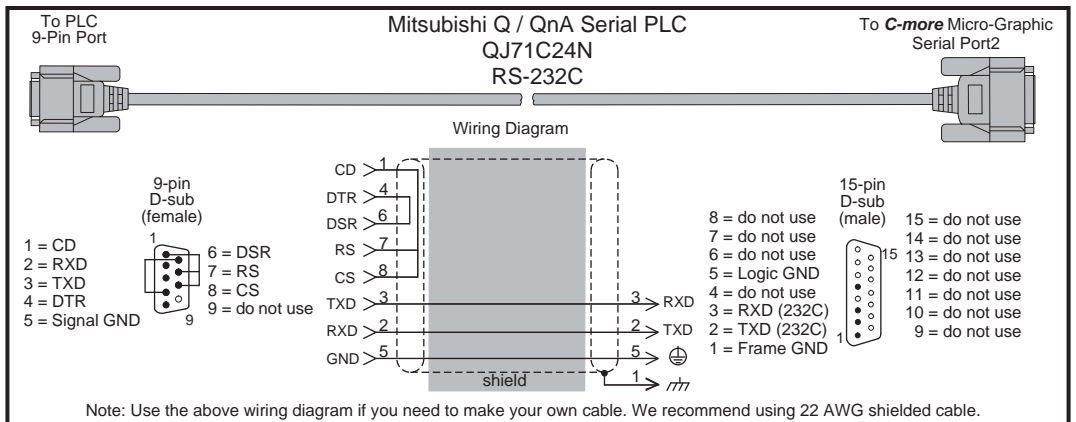 To PLC
9-Pin Port
Mitsubishi Q / QnA Serial PLC
QJ71C24N
RS-232C
To C-more Micro-Graphic
Serial Port2
Wiring Diagram
9-pin
D-sub
(female)
1
9
1 = CD
2 = RXD
3 = TXD
4 = DTR
5 = Signal GND
6 = DSR
7 = RS
8 = CS
9 = do not use
CD 1
DTR 4
DSR 6
RS 7
CS 8
TXD 3
RXD 2
GND 5
shield
3 RXD
2 TXD
5
1
8 = do not use
7 = do not use
6 = do not use
5 = Logic GND
4 = do not use
3 = RXD (232C)
2 = TXD (232C)
1 = Frame GND
15-pin
D-sub
(male)
15
1
15 = do not use
14 = do not use
13 = do not use
12 = do not use
11 = do not use
10 = do not use
9 = do not use
Note: Use the above wiring diagram if you need to make your own cable. We recommend using 22 AWG shielded cable.